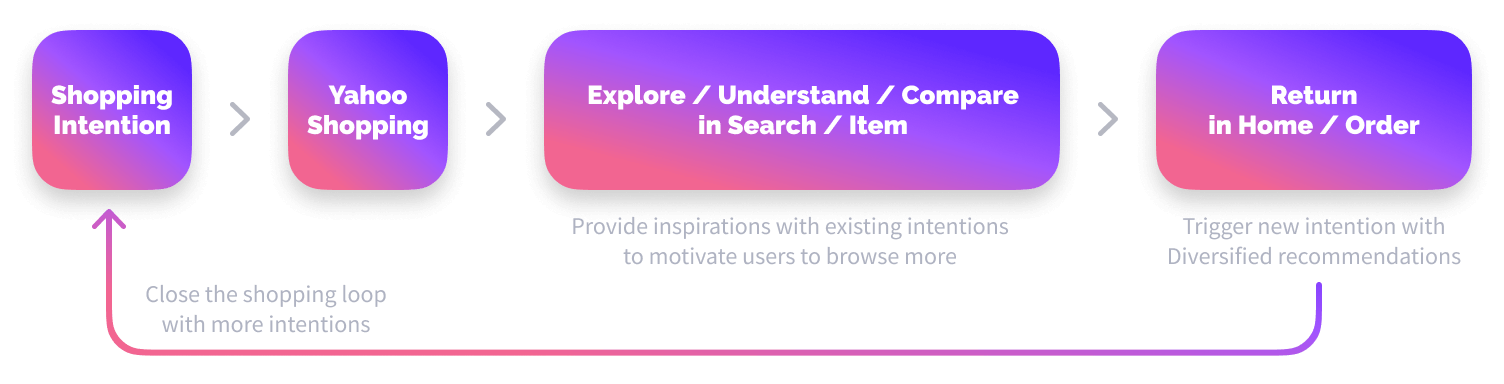 Shopping
Intention
Yahoo
Shopping
Explore / Understand / Compare
in Search / Item
Return
in Home / Order
Provide inspirations with existing intentions
to motivate users to browse more
Trigger new intention with
Diversified recommendations
Close the shopping loop
with more intentions